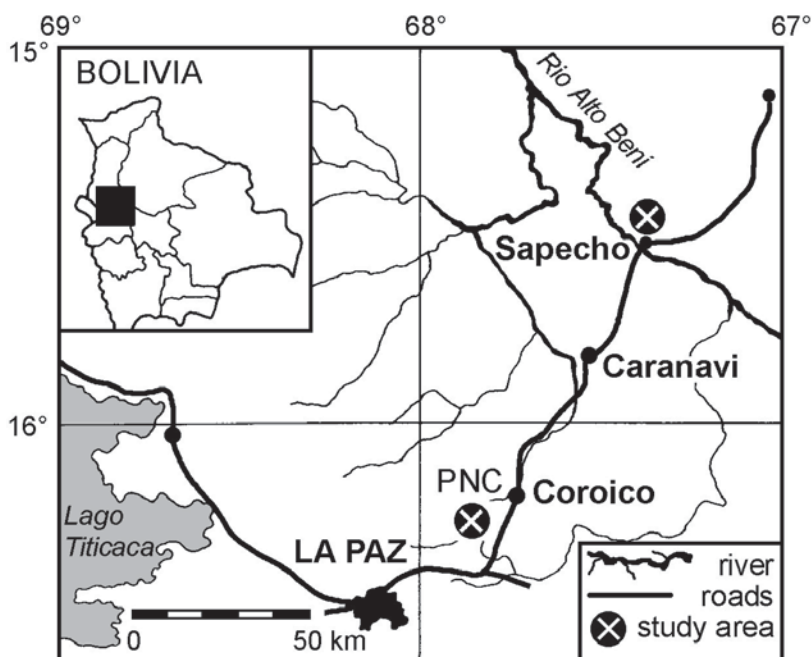 69°
68°
67°
15°
BOLIVIA
Rio Alto Beni
Sapecho
Caranavi
16°
PNC
Coroico
Lago
Titicaca
LA PAZ
0
50 km
river
roads
study area